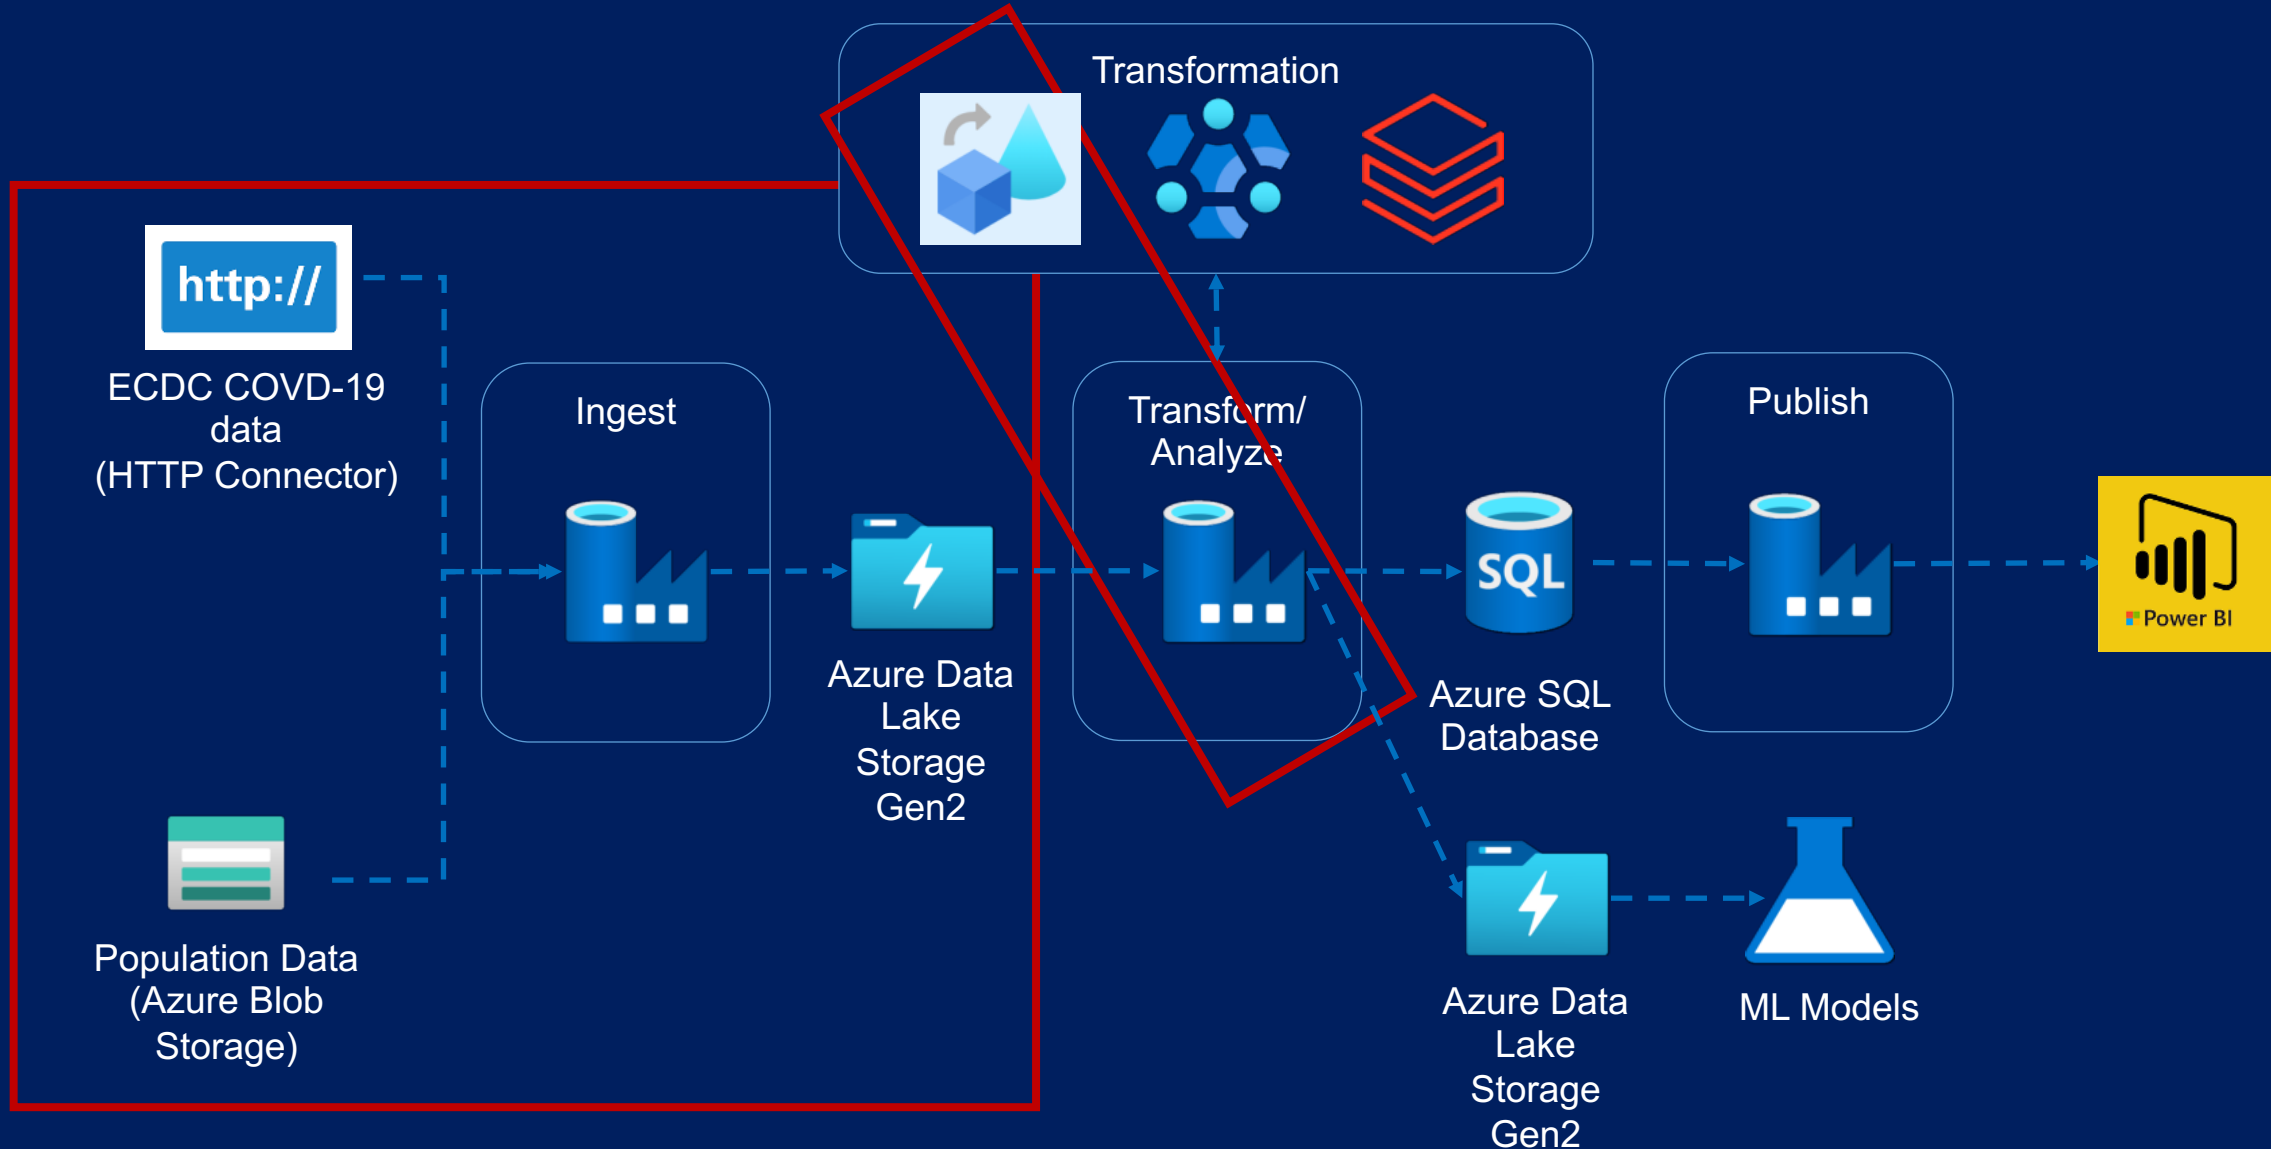 Transformation
http://
ECDC COVD-19
data
(HTTP Connector)
Ingest
Transform/
Analyze
Publish
SQL
Power BI
Azure Data
Lake
Storage
Gen2
Azure SQL
Database
Population Data
(Azure Blob
Storage)
Azure Data
Lake
Storage
Gen2
ML Models